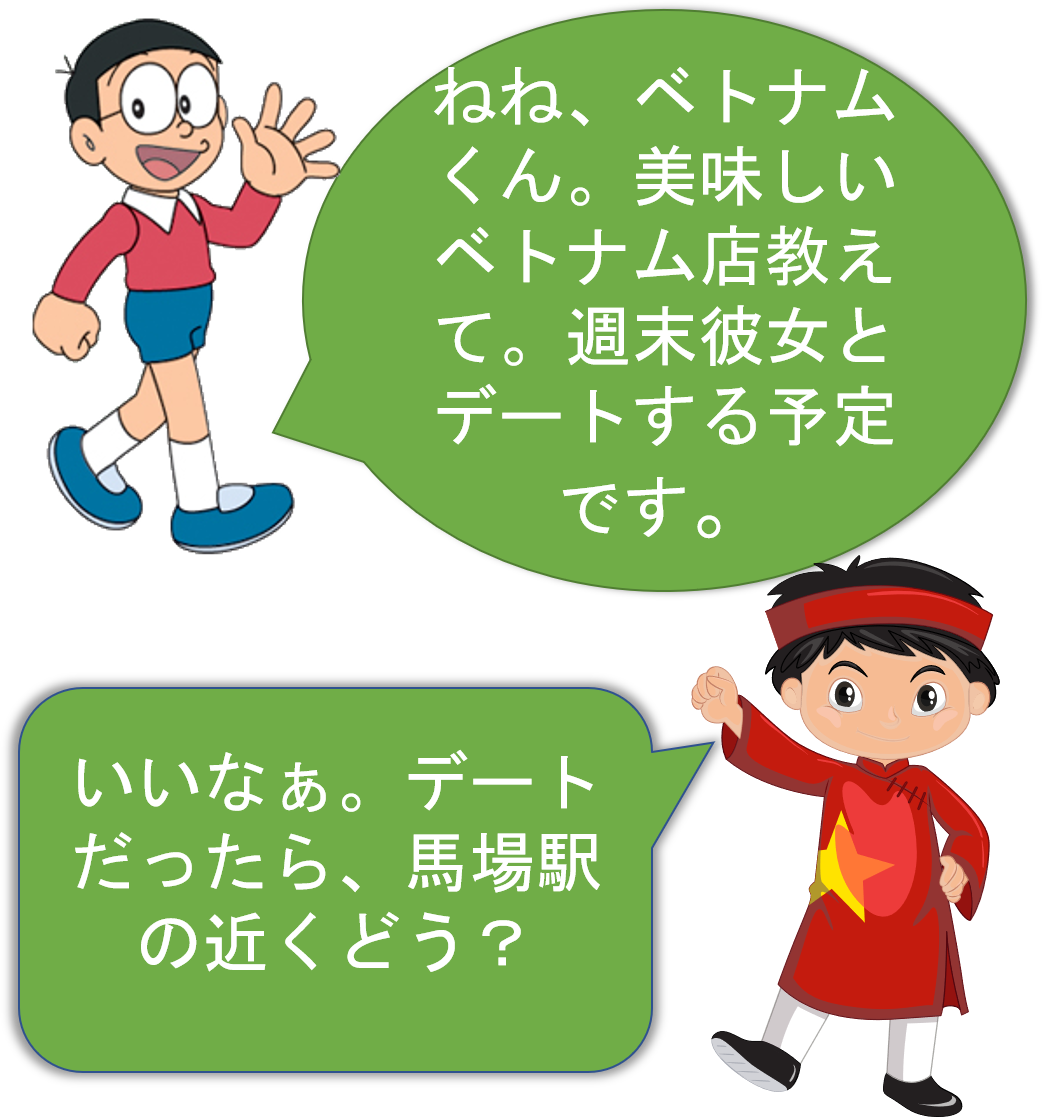 ねね、ベトナム
くん。美味しい
ベトナム店教え
て。週末彼女と
デートする予定
です。
いいなぁ。デート
だったら、馬場駅
の近くどう？